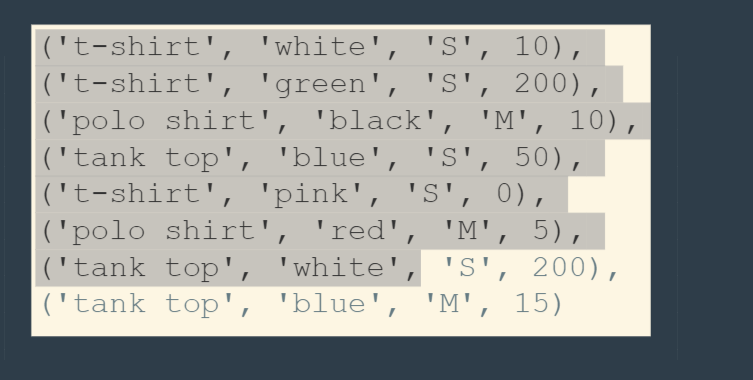 ('t-shirt', 'white', 'S', 10),
('t-shirt', 'green', 'S', 200),
('polo shirt', 'black', 'M', 10),
('tank top', 'blue', 'S', 50),
('t-shirt', 'pink', 'S', 0),
('polo shirt', 'red', 'M', 5),
('tank top', 'white', 'S', 200),
('tank top', 'blue', 'M', 15)